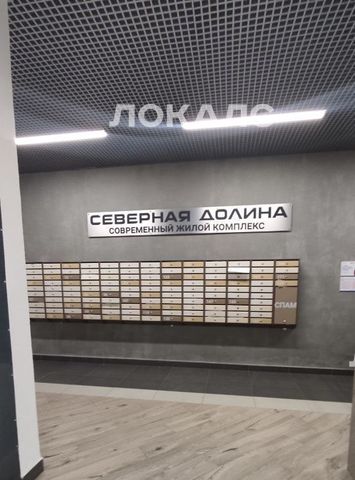 ЛОКАЛС
СЕВЕРНАЯ ДОЛИНА
СОВРЕМЕННЫЙ ЖИЛОЙ КОМПЛЕКС
СПАМ